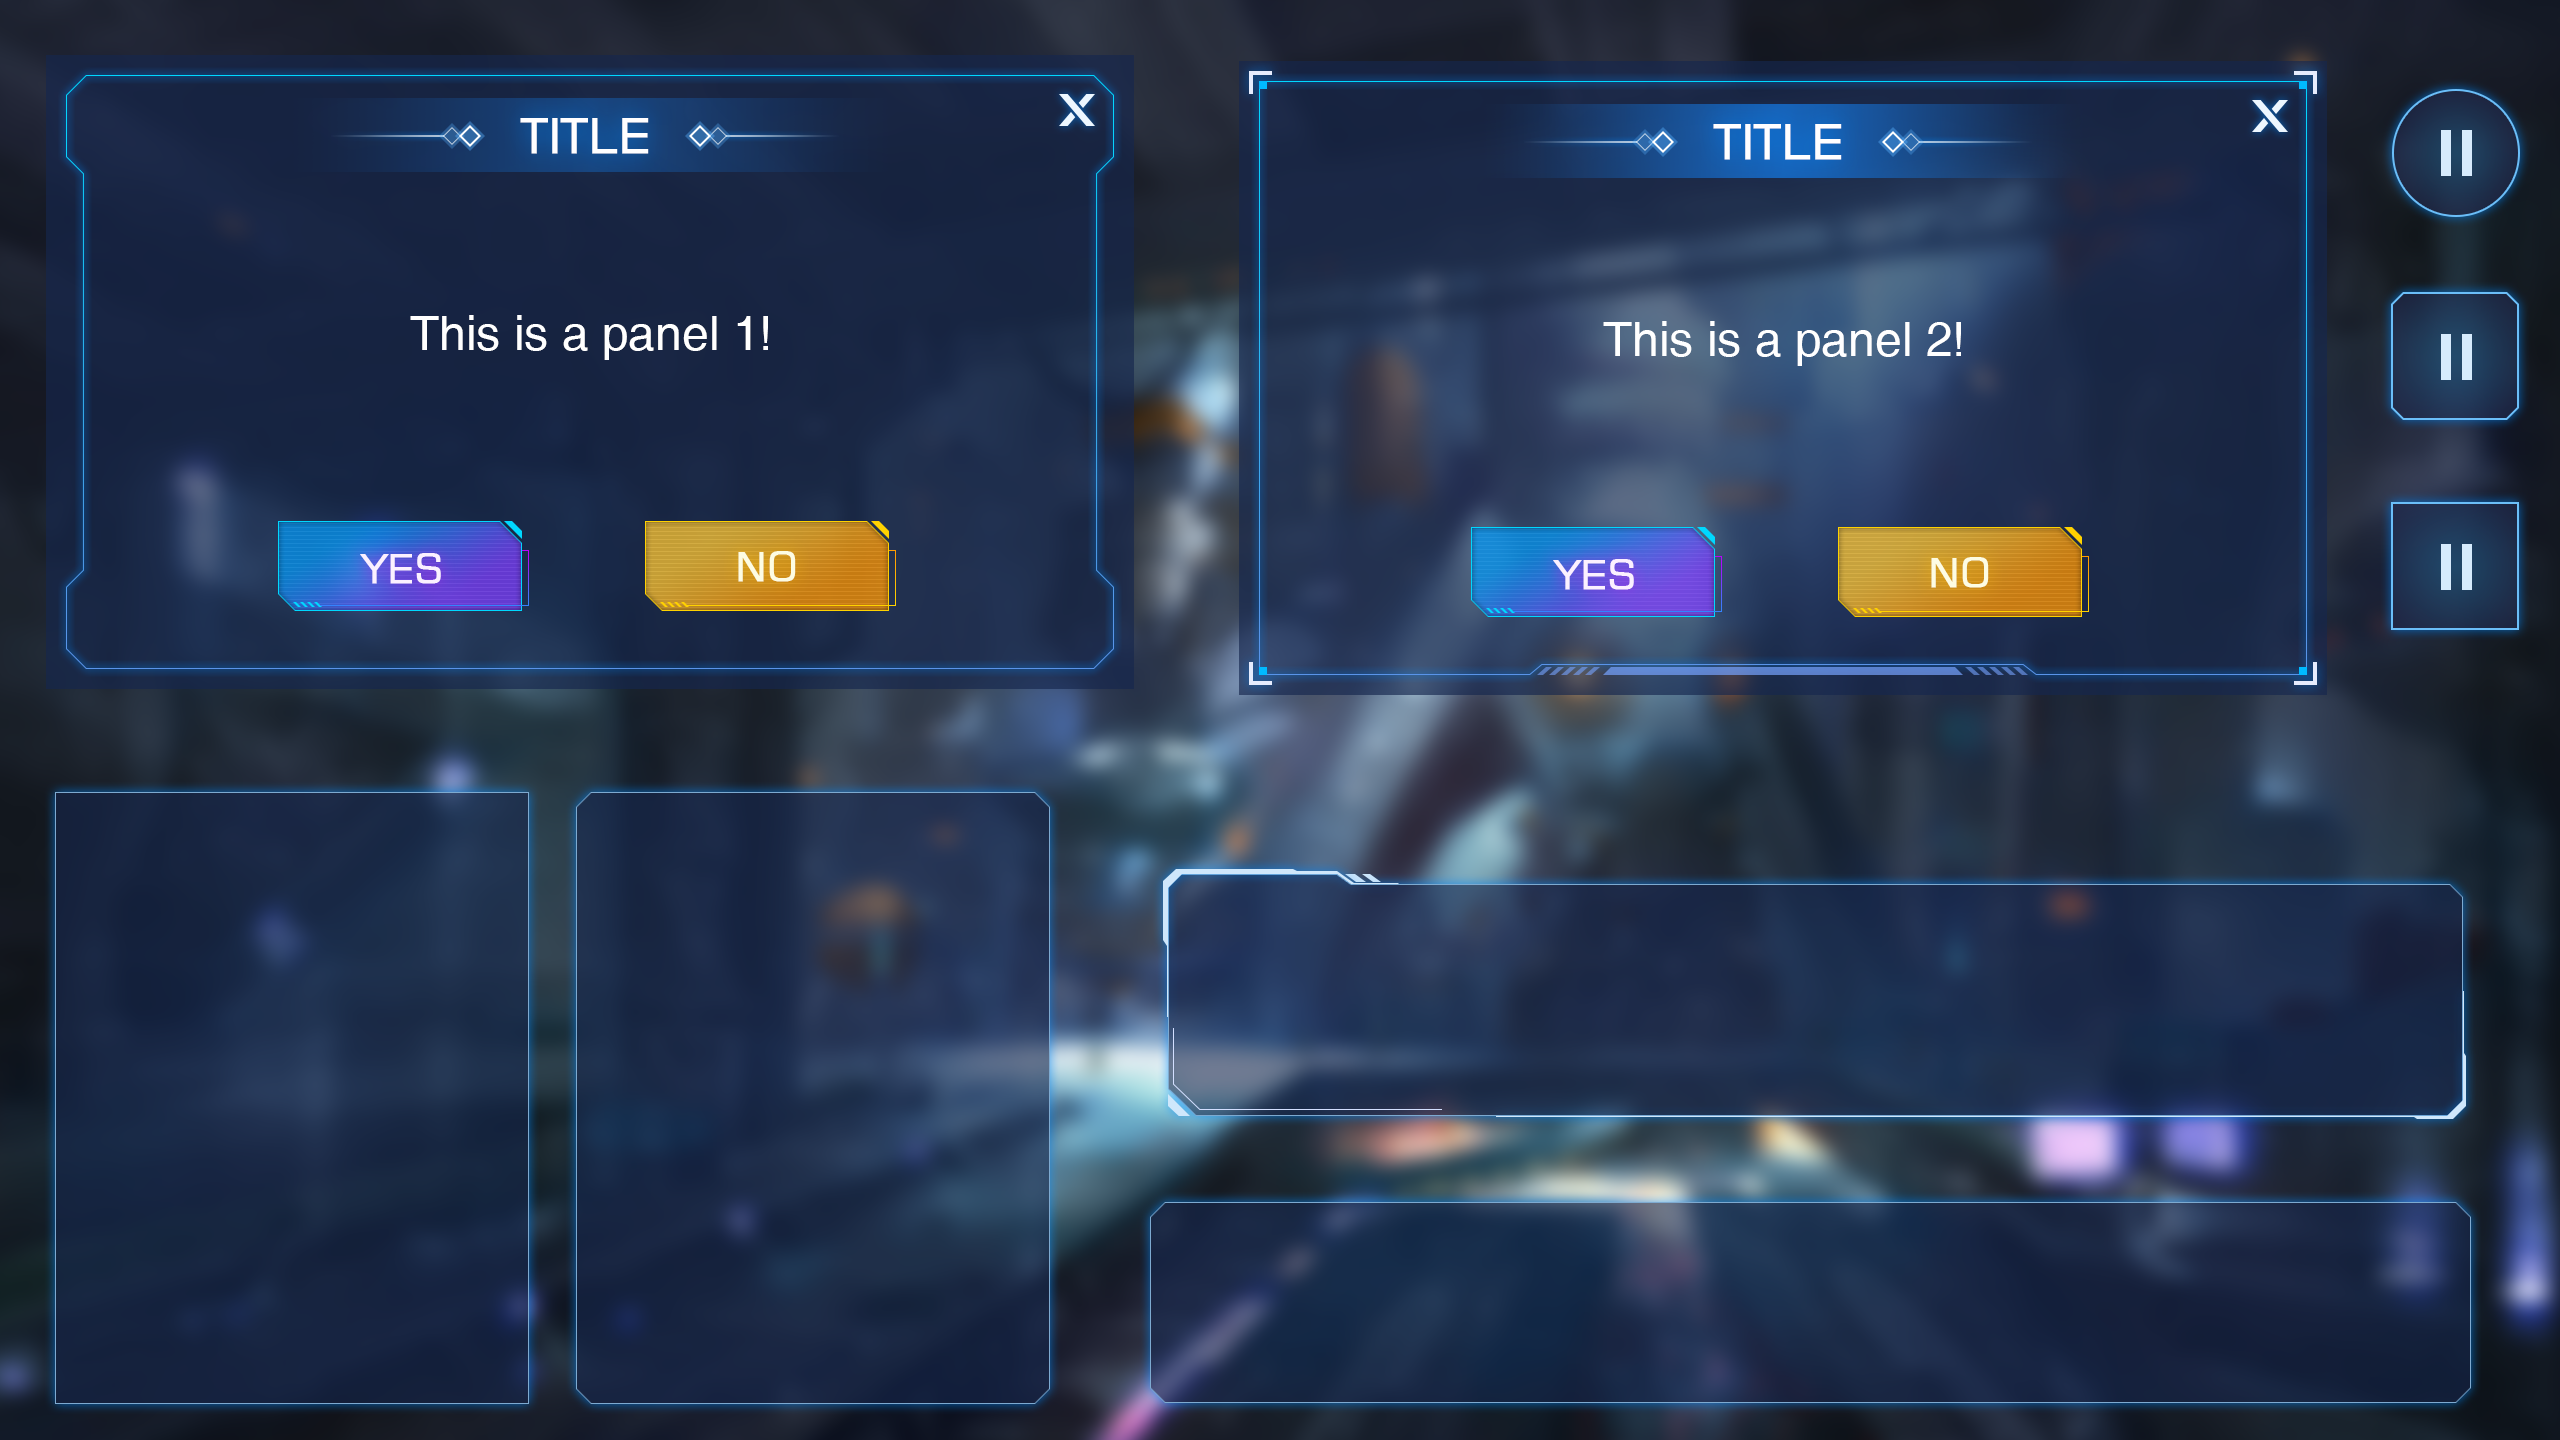 TITLE
This is a panel 1!
YES
NO
TITLE
This is a panel 2!
YES
NO